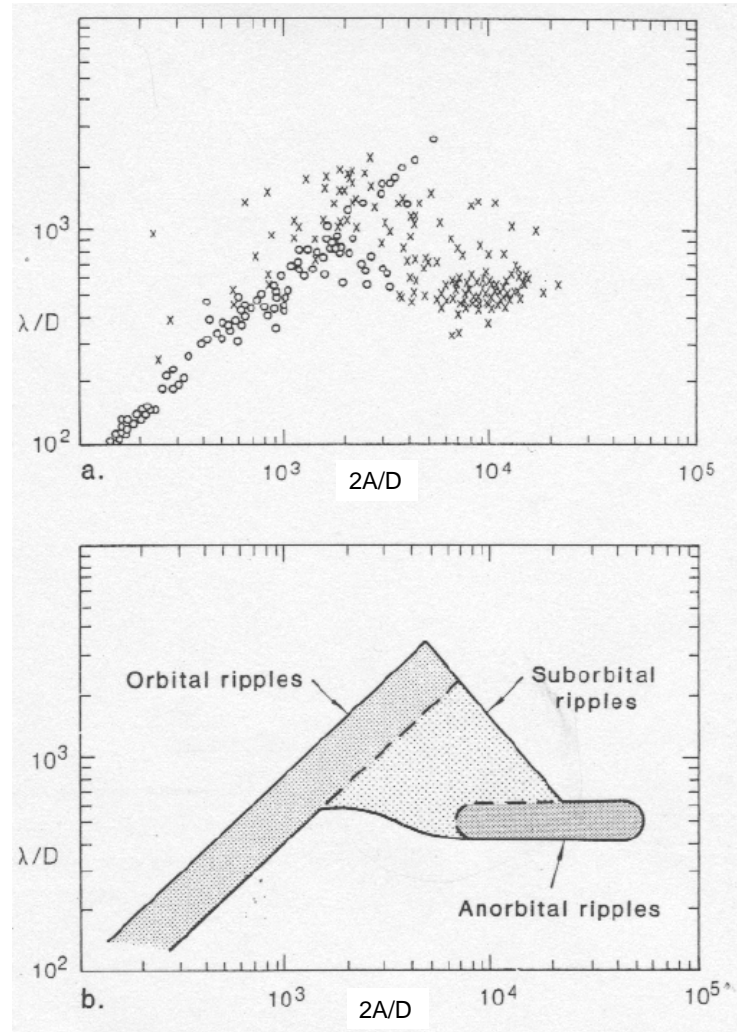 10³
λ/D
10²
a.
10³
2A/D
10⁴
10⁵
Orbital ripples
Suborbital
ripples
10³
λ/D
Anorbital ripples
10²
b.
10³
2A/D
10⁴
10⁵